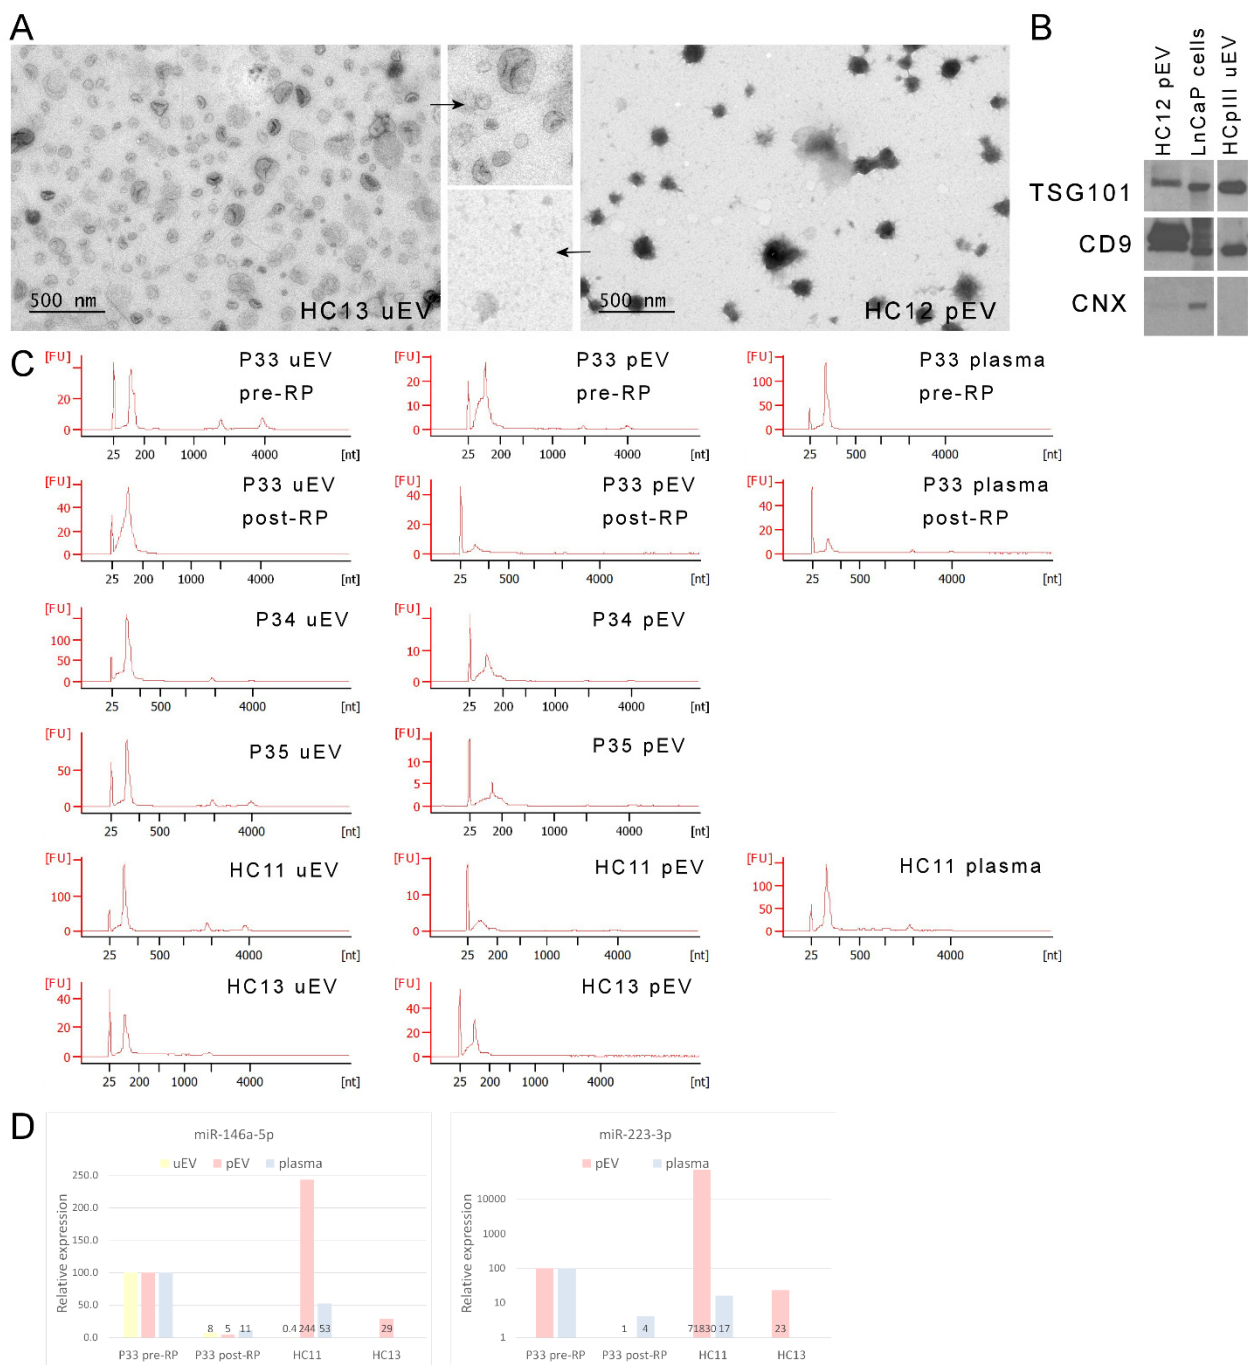 A
500 nm
HC13 uEV
500 nm
HC12 pEV
B
HC12 pEV
LnCaP cells
HCpIII uEV
TSG101
CD9
CNX
C
[FU]
P33 uEV
pre-RP
20
0
25 200 1000 4000 [nt]
[FU]
P33 pEV
pre-RP
20
0
25 200 1000 4000 [nt]
[FU]
P33 plasma
pre-RP
100
50
0
25 500 4000 [nt]
[FU]
P33 uEV
post-RP
40
20
0
25 200 1000 4000 [nt]
[FU]
P33 pEV
post-RP
40
20
0
25 500 4000 [nt]
[FU]
P33 plasma
post-RP
40
20
0
25 500 4000 [nt]
[FU]
P34 uEV
100
50
0
25 500 4000 [nt]
[FU]
P34 pEV
10
0
25 200 1000 4000 [nt]
[FU]
P35 uEV
50
0
25 500 4000 [nt]
[FU]
P35 pEV
10
5
0
25 200 1000 4000 [nt]
[FU]
HC11 uEV
100
0
25 500 4000 [nt]
[FU]
HC11 pEV
10
0
25 200 1000 4000 [nt]
[FU]
HC11 plasma
100
50
0
25 500 4000 [nt]
[FU]
HC13 uEV
40
20
0
25 200 1000 4000 [nt]
[FU]
HC13 pEV
40
20
0
25 200 1000 4000 [nt]
D
miR-146a-5p
uEV pEV plasma
Relative expression
250.0
200.0
150.0
100.0
50.0
0.0
8 5 11 0.4 244 53 29
P33 pre-RP P33 post-RP HC11 HC13
miR-223-3p
pEV plasma
Relative expression
10000
1000
100
10
1
1 4 71830 17 23
P33 pre-RP P33 post-RP HC11 HC13